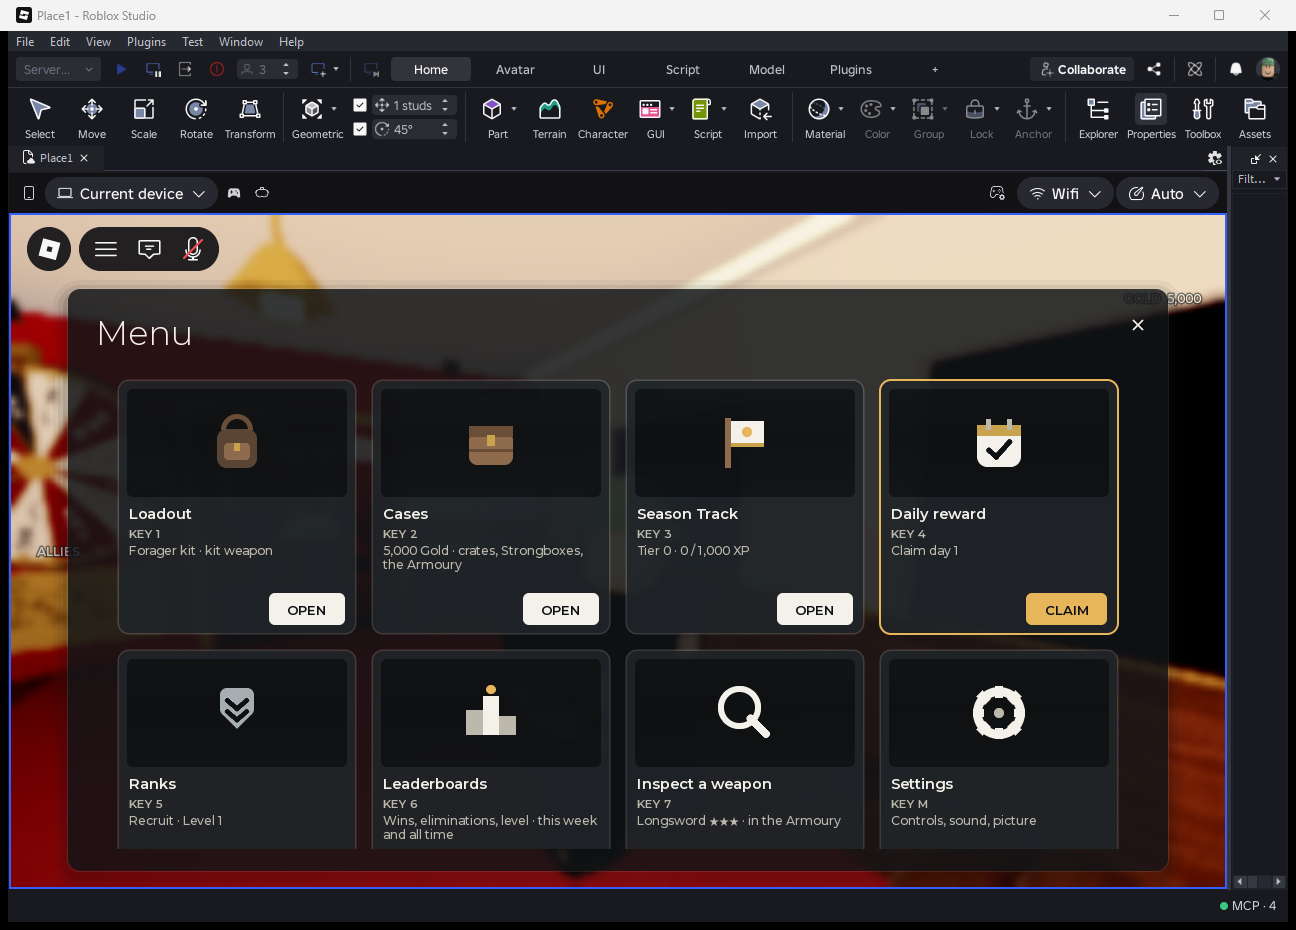 Place1 - Roblox Studio
File Edit View Plugins Test Window Help
Server... 3 Home Avatar UI Script Model Plugins + Collaborate
1 studs
45°
Select Move Scale Rotate Transform Geometric Part Terrain Character GUI Script Import Material Color Group Lock Anchor Explorer Properties Toolbox Assets
Place1
Filt...
Current device Wifi Auto
GOLD 5,000
Menu
ALLIES
Loadout
KEY 1
Forager kit · kit weapon
OPEN
Cases
KEY 2
5,000 Gold · crates, Strongboxes,
the Armoury
OPEN
Season Track
KEY 3
Tier 0 · 0 / 1,000 XP
OPEN
Daily reward
KEY 4
Claim day 1
CLAIM
Ranks
KEY 5
Recruit · Level 1
Leaderboards
KEY 6
Wins, eliminations, level · this week
and all time
Inspect a weapon
KEY 7
Longsword ★★★ · in the Armoury
Settings
KEY M
Controls, sound, picture
MCP · 4